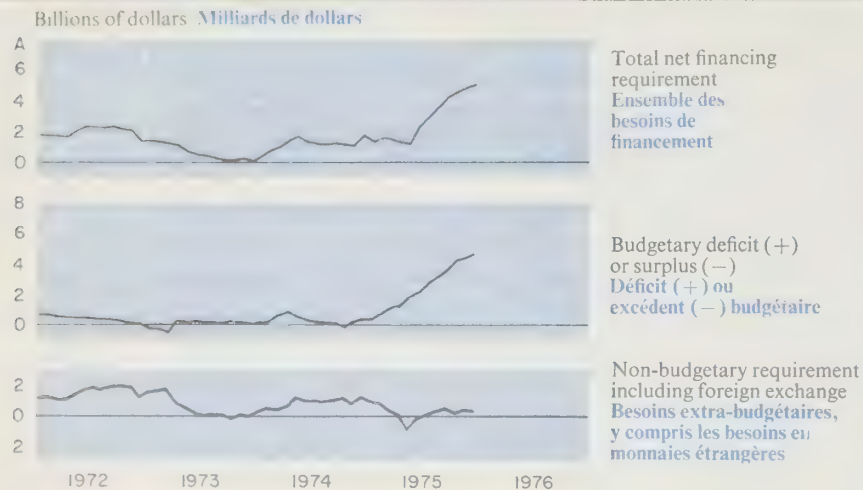 Billions of dollars Milliards de dollars
A
6
4
2
0
Total net financing
requirement
Ensemble des
besoins de
financement
B
6
4
2
0
Budgetary deficit (+)
or surplus (−)
Déficit (+) ou
excédent (−) budgétaire
2
0
2
Non-budgetary requirement
including foreign exchange
Besoins extra-budgétaires,
y compris les besoins en
monnaies étrangères
1972 1973 1974 1975 1976